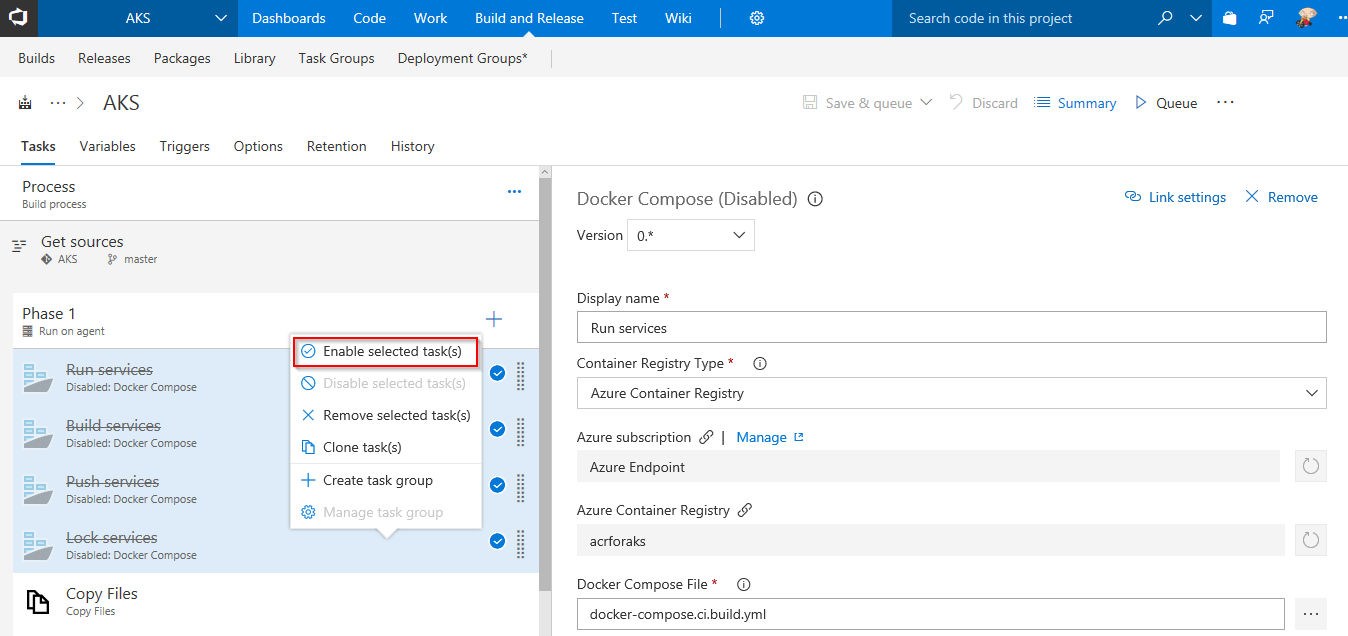 AKS Dashboards Code Work Build and Release Test Wiki Search code in this project
Builds Releases Packages Library Task Groups Deployment Groups*
··· AKS Save & queue Discard Summary Queue ···
Tasks Variables Triggers Options Retention History
Process ···
Build process
Get sources
AKS master
Phase 1
Run on agent
Run services
Disabled: Docker Compose
Build services
Disabled: Docker Compose
Push services
Disabled: Docker Compose
Lock services
Disabled: Docker Compose
Copy Files
Copy Files
Enable selected task(s)
Disable selected task(s)
Remove selected task(s)
Clone task(s)
Create task group
Manage task group
Docker Compose (Disabled) Link settings Remove
Version 0.*
Display name *
Run services
Container Registry Type *
Azure Container Registry
Azure subscription | Manage
Azure Endpoint
Azure Container Registry
acrforaks
Docker Compose File *
docker-compose.ci.build.yml ...